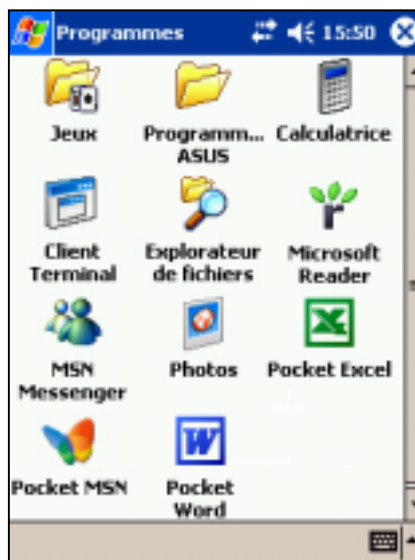 Programmes 15:50
Jeux Programm... Calculatrice
ASUS
Client Explorateur Microsoft
Terminal de fichiers Reader
MSN Photos Pocket Excel
Messenger
Pocket MSN Pocket
Word